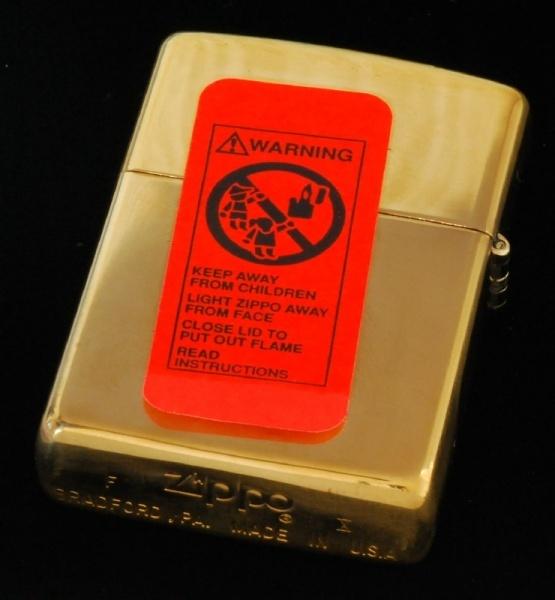 ⚠WARNING
KEEP AWAY
FROM CHILDREN
LIGHT ZIPPO AWAY
FROM FACE
CLOSE LID TO
PUT OUT FLAME
READ
INSTRUCTIONS
F Zippo ® X
BRADFORD, PA. MADE IN U.S.A